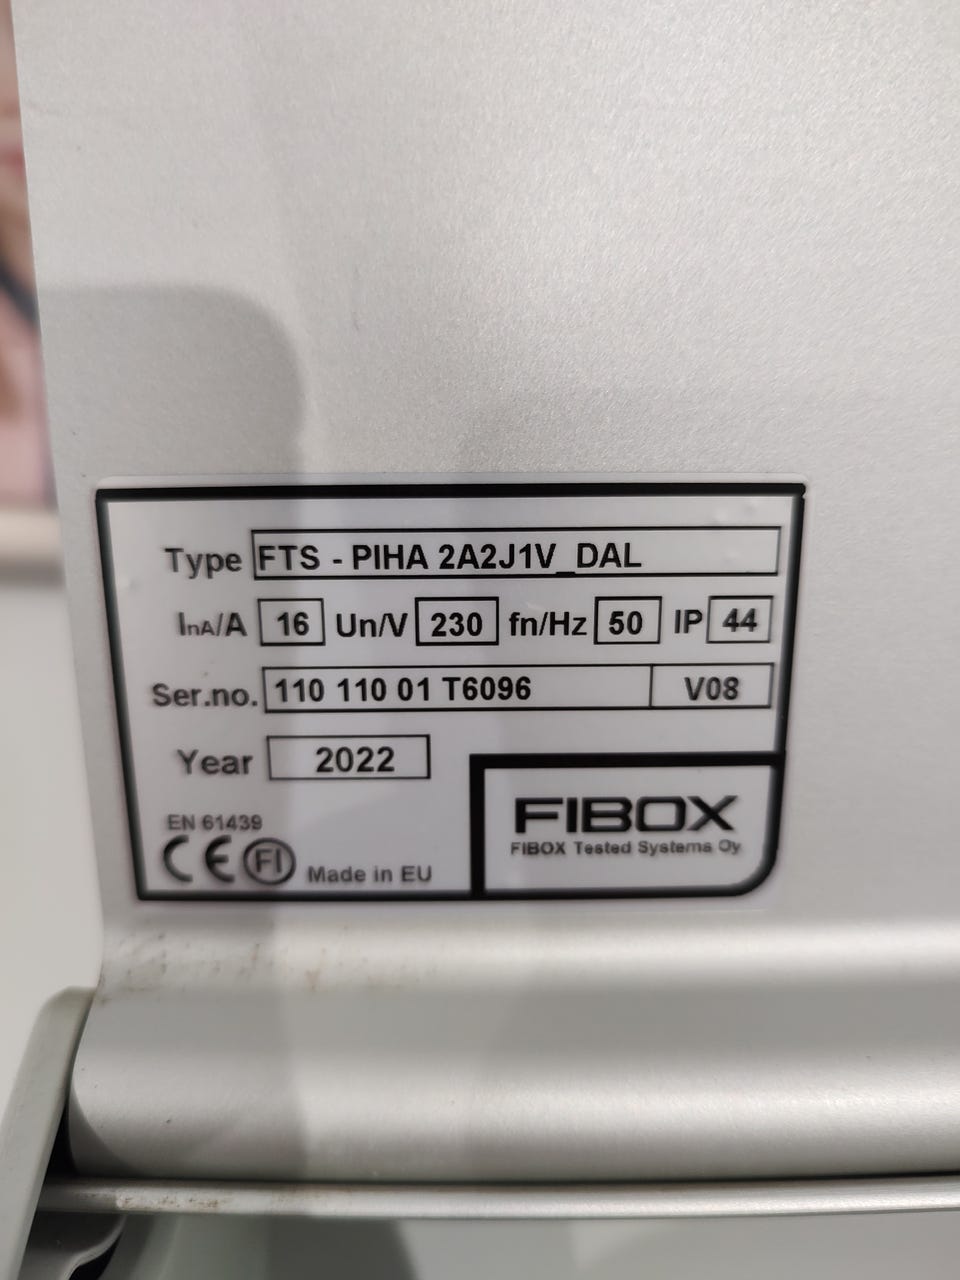 Type FTS - PIHA 2A2J1V_DAL
InA/A 16 Un/V 230 fn/Hz 50 IP 44
Ser.no. 110 110 01 T6096 V08
Year 2022
EN 61439
CE FI Made in EU
FIBOX
FIBOX Tested Systems Oy